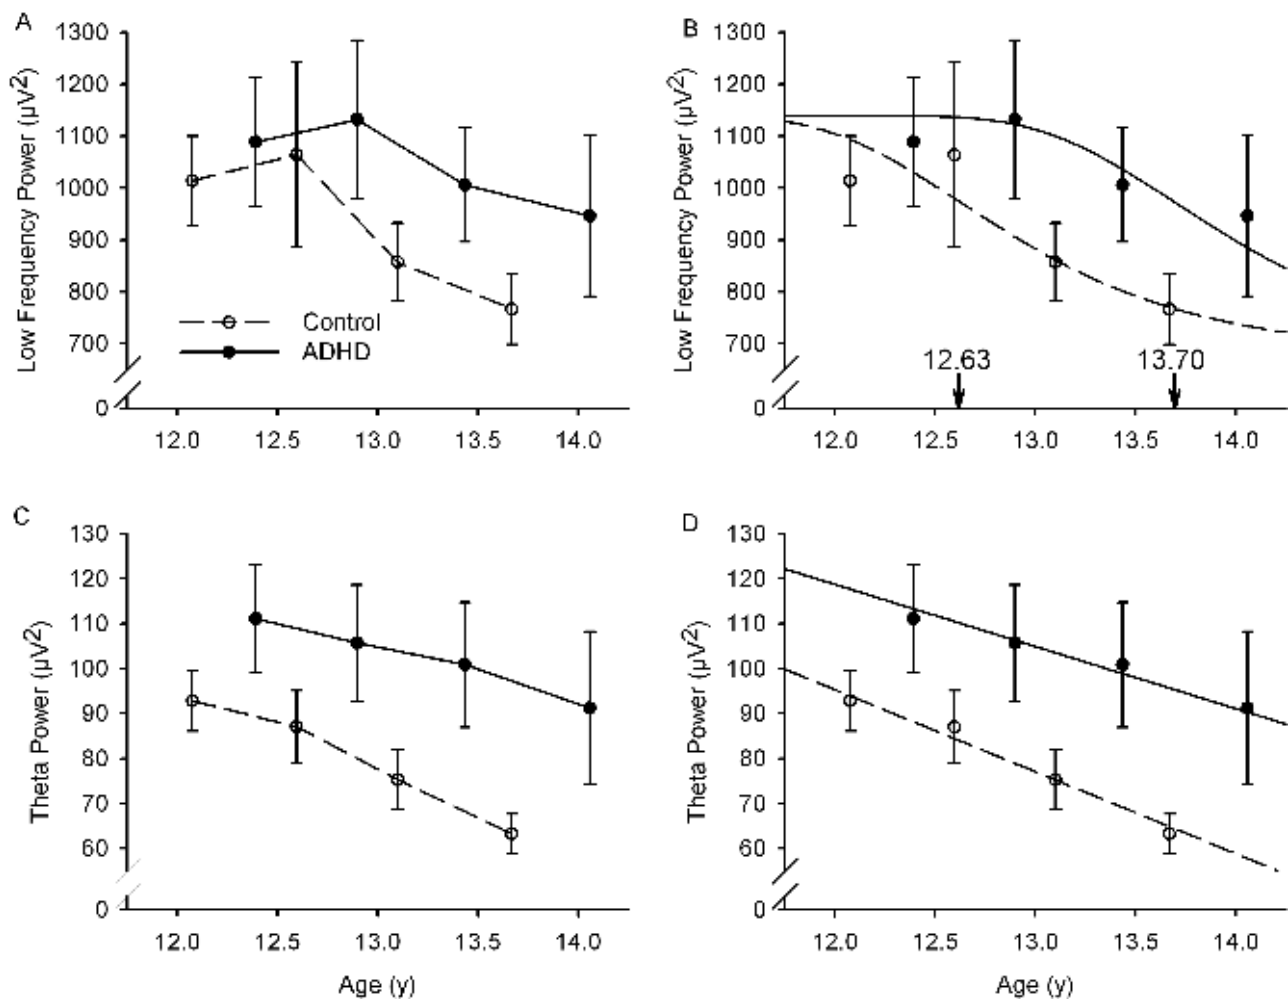 A
Low Frequency Power (µV²)
1300
1200
1100
1000
900
800
700
0
Control
ADHD
12.0 12.5 13.0 13.5 14.0
B
Low Frequency Power (µV²)
1300
1200
1100
1000
900
800
700
0
12.63 13.70
12.0 12.5 13.0 13.5 14.0
C
Theta Power (µV²)
130
120
110
100
90
80
70
60
0
12.0 12.5 13.0 13.5 14.0
Age (y)
D
Theta Power (µV²)
130
120
110
100
90
80
70
60
0
12.0 12.5 13.0 13.5 14.0
Age (y)